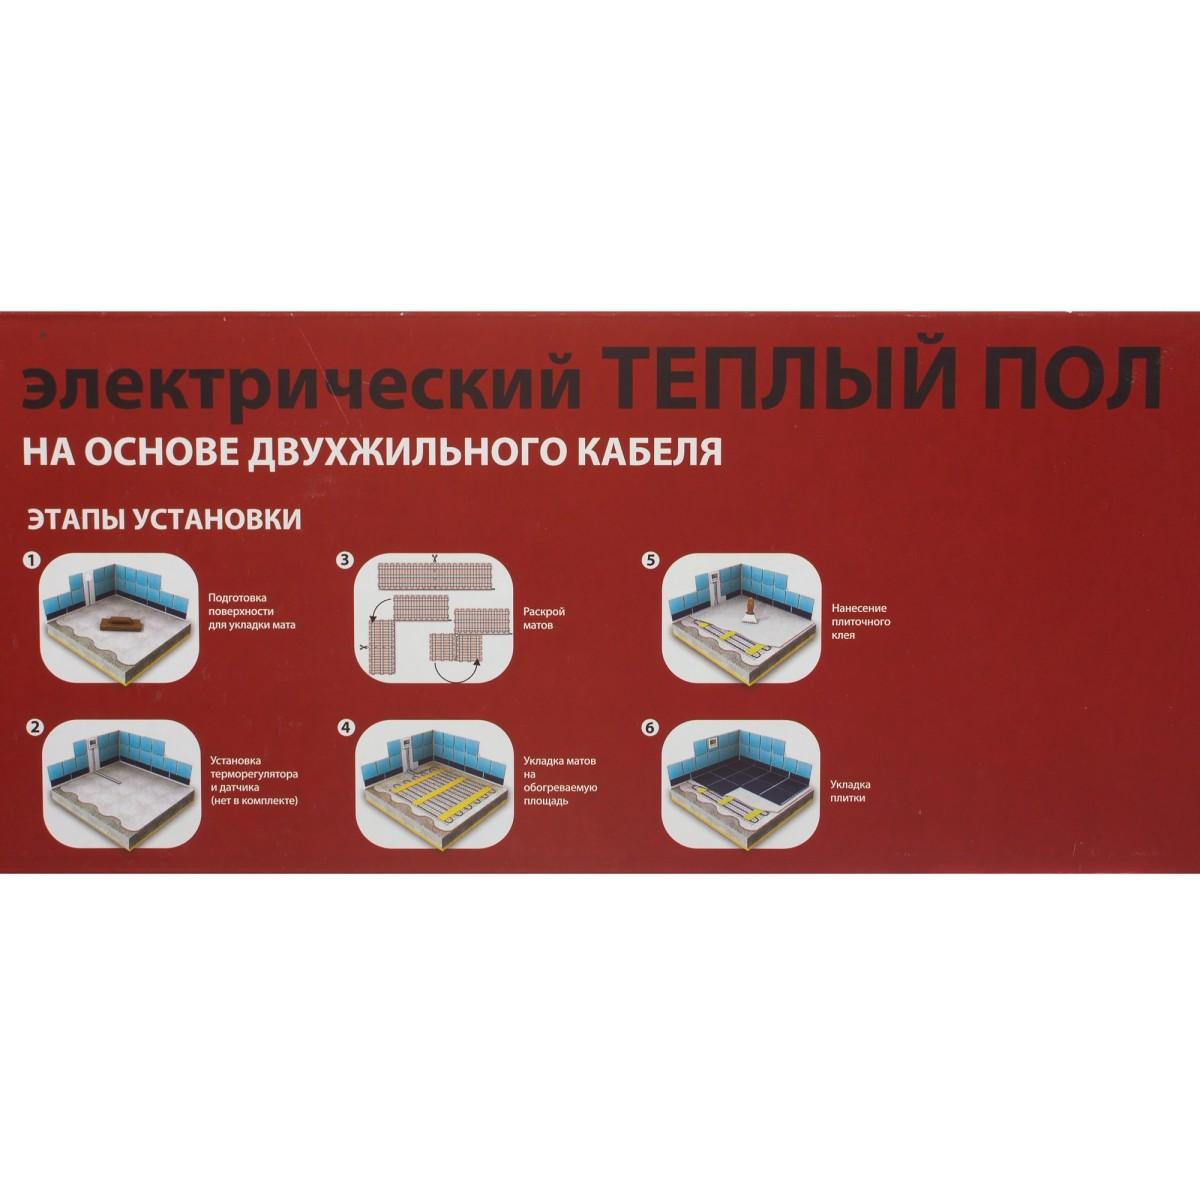 электрический ТЕПЛЫЙ ПОЛ
НА ОСНОВЕ ДВУХЖИЛЬНОГО КАБЕЛЯ
ЭТАПЫ УСТАНОВКИ
1
Подготовка
поверхности
для укладки мата
2
Установка
терморегулятора
и датчика
(нет в комплекте)
3
Раскрой
матов
4
Укладка матов
на
обогреваемую
площадь
5
Нанесение
плиточного
клея
6
Укладка
плитки